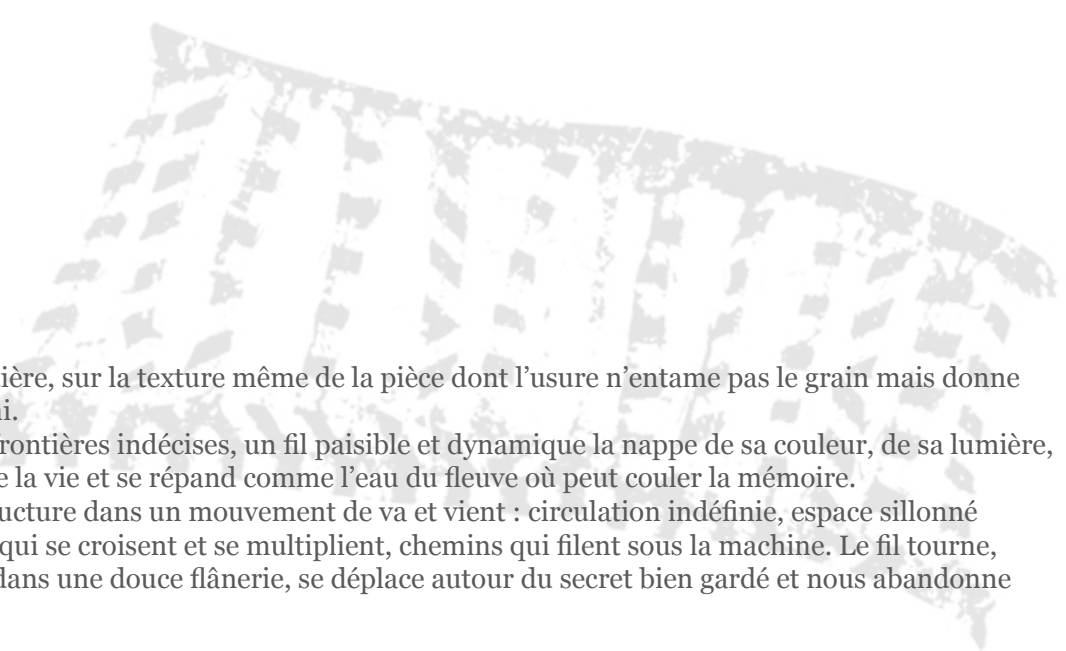 ière, sur la texture même de la pièce dont l’usure n’entame pas le grain mais donne
ni.
frontières indécises, un fil paisible et dynamique la nappe de sa couleur, de sa lumière,
e la vie et se répand comme l’eau du fleuve où peut couler la mémoire.
ucture dans un mouvement de va et vient : circulation indéfinie, espace sillonné
qui se croisent et se multiplient, chemins qui filent sous la machine. Le fil tourne,
dans une douce flânerie, se déplace autour du secret bien gardé et nous abandonne